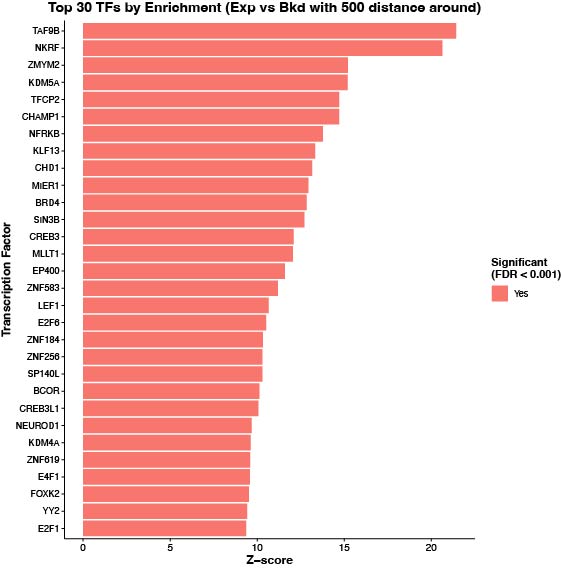 Top 30 TFs by Enrichment (Exp vs Bkd with 500 distance around)
Transcription Factor
TAF9B
NKRF
ZMYM2
KDM5A
TFCP2
CHAMP1
NFRKB
KLF13
CHD1
MIER1
BRD4
SIN3B
CREB3
MLLT1
EP400
ZNF583
LEF1
E2F6
ZNF184
ZNF256
SP140L
BCOR
CREB3L1
NEUROD1
KDM4A
ZNF619
E4F1
FOXK2
YY2
E2F1
0 5 10 15 20
Z−score
Significant
(FDR < 0.001)
Yes